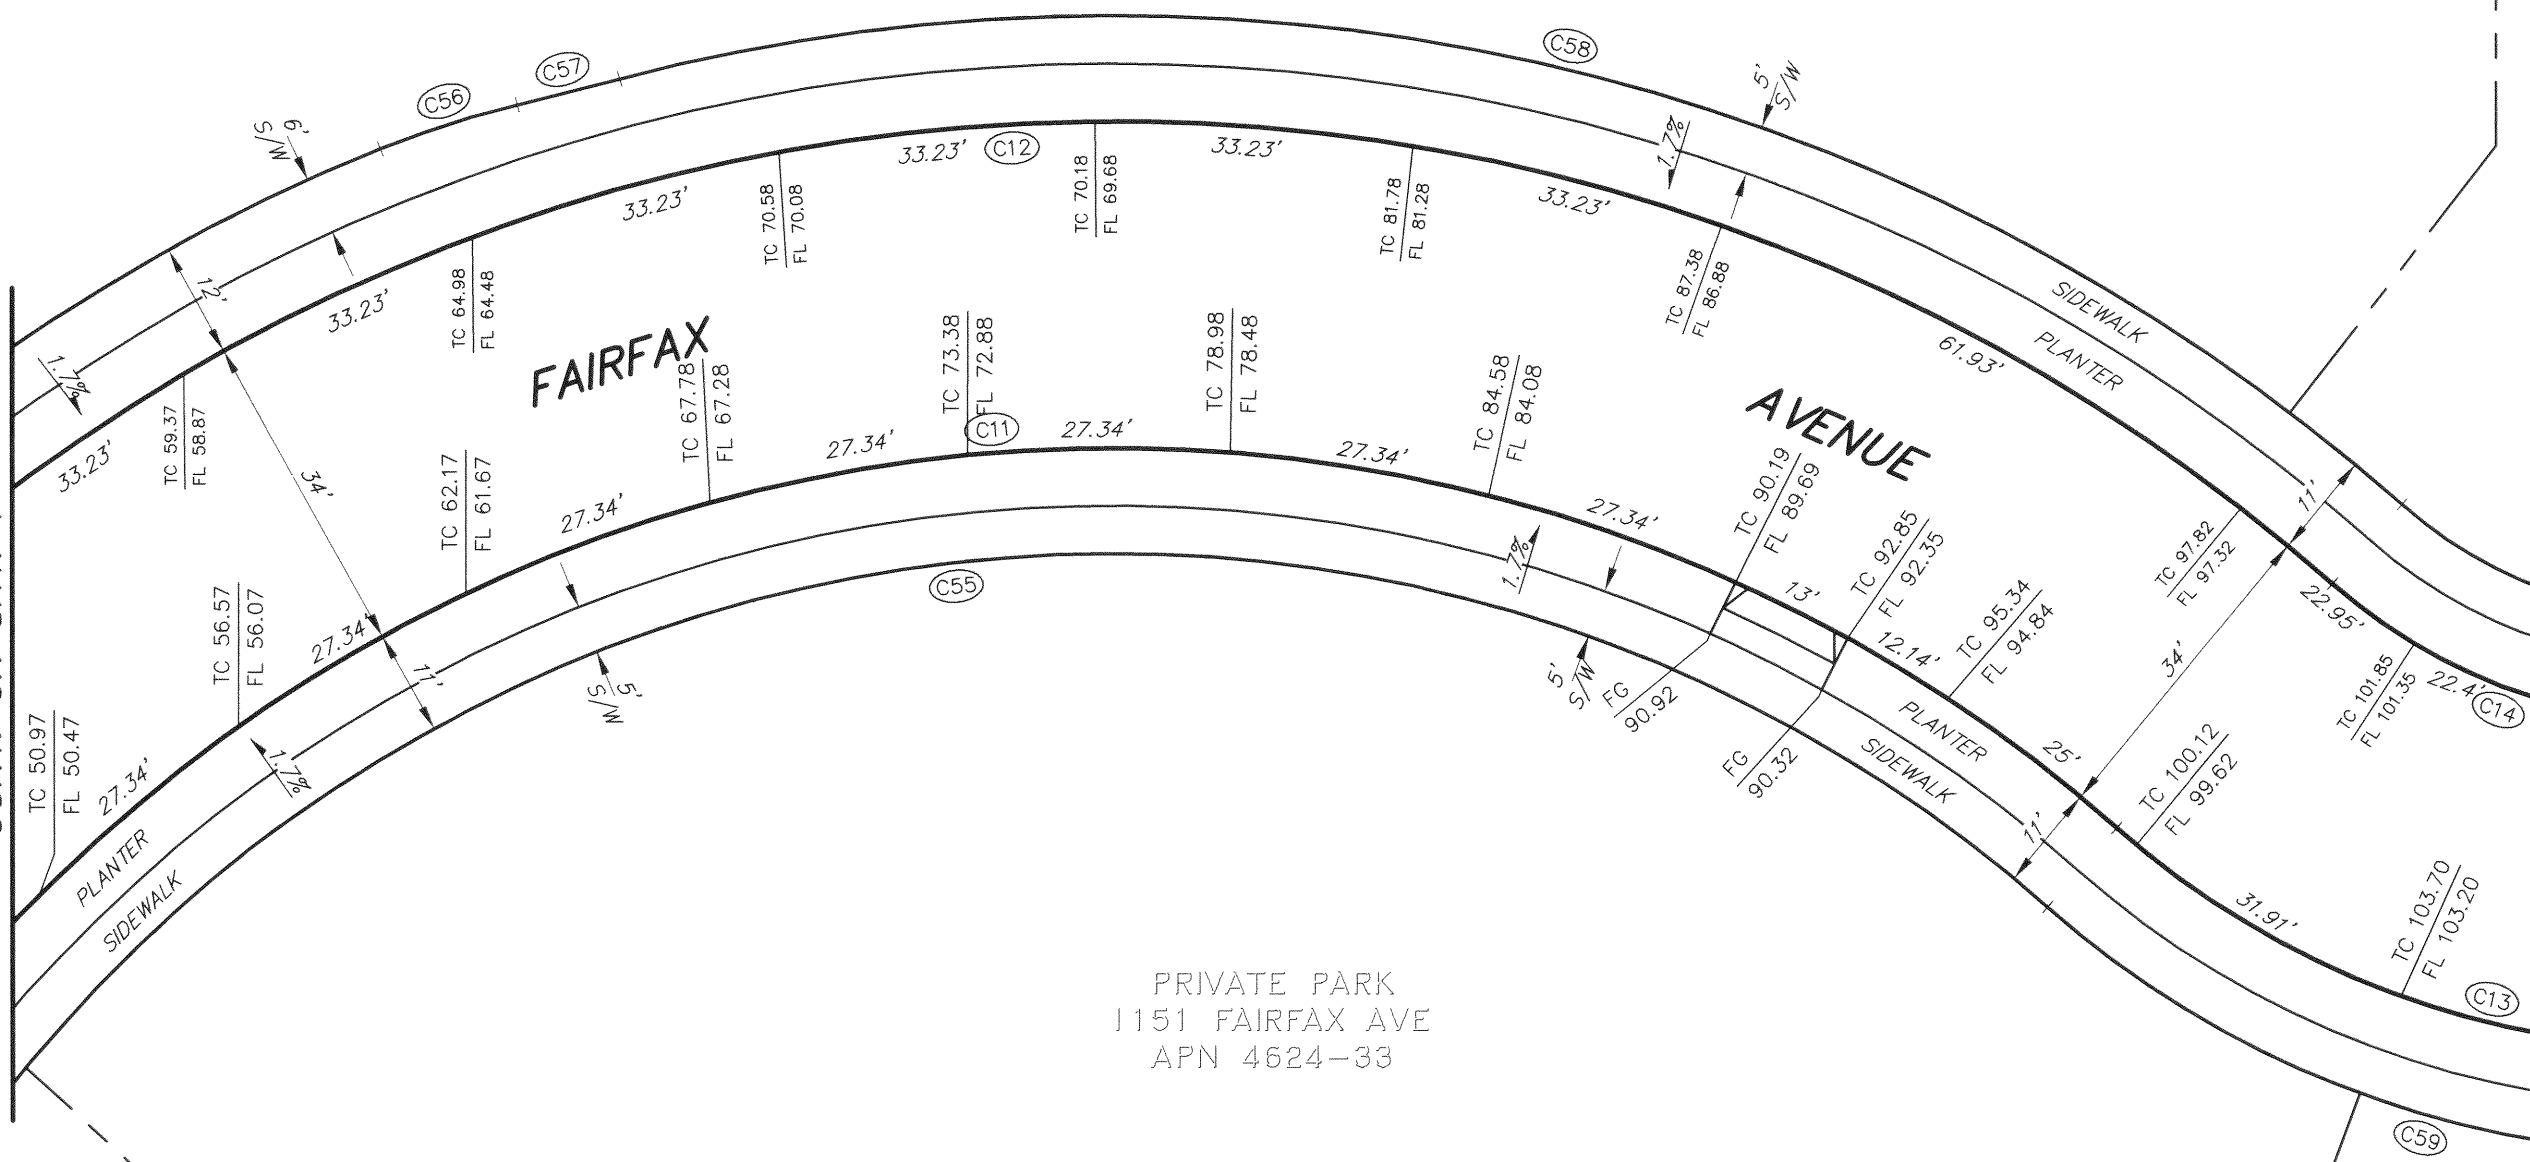 C58
C57
C56
5'
S/W
6'
S/W
C12
33.23'
33.23'
33.23'
33.23'
33.23'
33.23'
1.7%
TC 70.58
FL 70.08
TC 70.18
FL 69.68
TC 81.78
FL 81.28
TC 87.38
FL 86.88
TC 64.98
FL 64.48
TC 59.37
FL 58.87
12'
1.7%
34'
FAIRFAX
AVENUE
SIDEWALK
PLANTER
61.93'
TC 67.78
FL 67.28
TC 73.38
FL 72.88
TC 78.98
FL 78.48
TC 84.58
FL 84.08
TC 62.17
FL 61.67
TC 56.57
FL 56.07
TC 50.97
FL 50.47
C11
27.34'
27.34'
27.34'
27.34'
27.34'
27.34'
27.34'
TC 90.19
FL 89.69
TC 92.85
FL 92.35
TC 95.34
FL 94.84
TC 97.82
FL 97.32
11'
34'
22.95'
22.4'
C14
TC 101.85
FL 101.35
TC 100.12
FL 99.62
TC 103.70
FL 103.20
13'
12.14'
25'
31.91'
11'
C13
C59
C55
1.7%
1.7%
5'
S/W
5'
S/W
11'
FG
90.92
FG
90.32
PLANTER
SIDEWALK
PLANTER
SIDEWALK
PRIVATE PARK
1151 FAIRFAX AVE
APN 4624-33